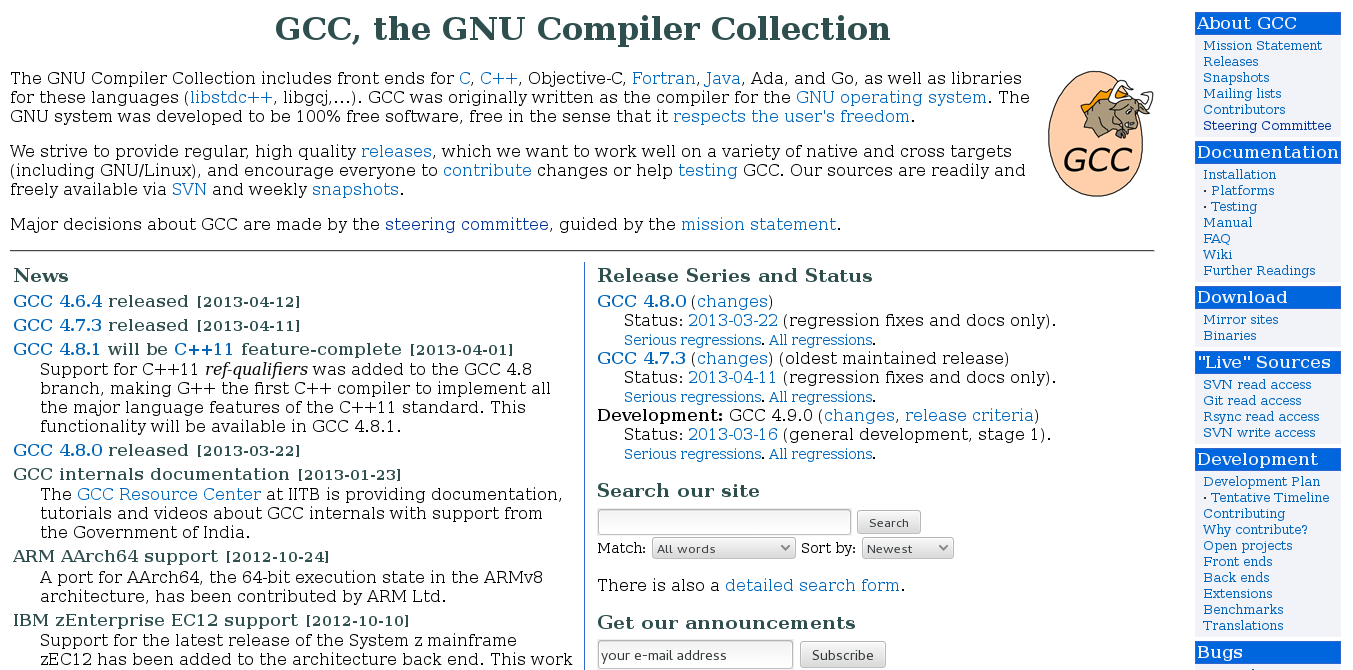 GCC, the GNU Compiler Collection
The GNU Compiler Collection includes front ends for C, C++, Objective-C, Fortran, Java, Ada, and Go, as well as libraries
for these languages (libstdc++, libgcj,...). GCC was originally written as the compiler for the GNU operating system. The
GNU system was developed to be 100% free software, free in the sense that it respects the user's freedom.
We strive to provide regular, high quality releases, which we want to work well on a variety of native and cross targets
(including GNU/Linux), and encourage everyone to contribute changes or help testing GCC. Our sources are readily and
freely available via SVN and weekly snapshots.
Major decisions about GCC are made by the steering committee, guided by the mission statement.
GCC
News
GCC 4.6.4 released [2013-04-12]
GCC 4.7.3 released [2013-04-11]
GCC 4.8.1 will be C++11 feature-complete [2013-04-01]
Support for C++11 ref-qualifiers was added to the GCC 4.8
branch, making G++ the first C++ compiler to implement all
the major language features of the C++11 standard. This
functionality will be available in GCC 4.8.1.
GCC 4.8.0 released [2013-03-22]
GCC internals documentation [2013-01-23]
The GCC Resource Center at IITB is providing documentation,
tutorials and videos about GCC internals with support from
the Government of India.
ARM AArch64 support [2012-10-24]
A port for AArch64, the 64-bit execution state in the ARMv8
architecture, has been contributed by ARM Ltd.
IBM zEnterprise EC12 support [2012-10-10]
Support for the latest release of the System z mainframe
zEC12 has been added to the architecture back end. This work
Release Series and Status
GCC 4.8.0 (changes)
Status: 2013-03-22 (regression fixes and docs only).
Serious regressions. All regressions.
GCC 4.7.3 (changes) (oldest maintained release)
Status: 2013-04-11 (regression fixes and docs only).
Serious regressions. All regressions.
Development: GCC 4.9.0 (changes, release criteria)
Status: 2013-03-16 (general development, stage 1).
Serious regressions. All regressions.
Search our site
Search
Match: All words Sort by: Newest
There is also a detailed search form.
Get our announcements
your e-mail address Subscribe
About GCC
Mission Statement
Releases
Snapshots
Mailing lists
Contributors
Steering Committee
Documentation
Installation
· Platforms
· Testing
Manual
FAQ
Wiki
Further Readings
Download
Mirror sites
Binaries
"Live" Sources
SVN read access
Git read access
Rsync read access
SVN write access
Development
Development Plan
· Tentative Timeline
Contributing
Why contribute?
Open projects
Front ends
Back ends
Extensions
Benchmarks
Translations
Bugs